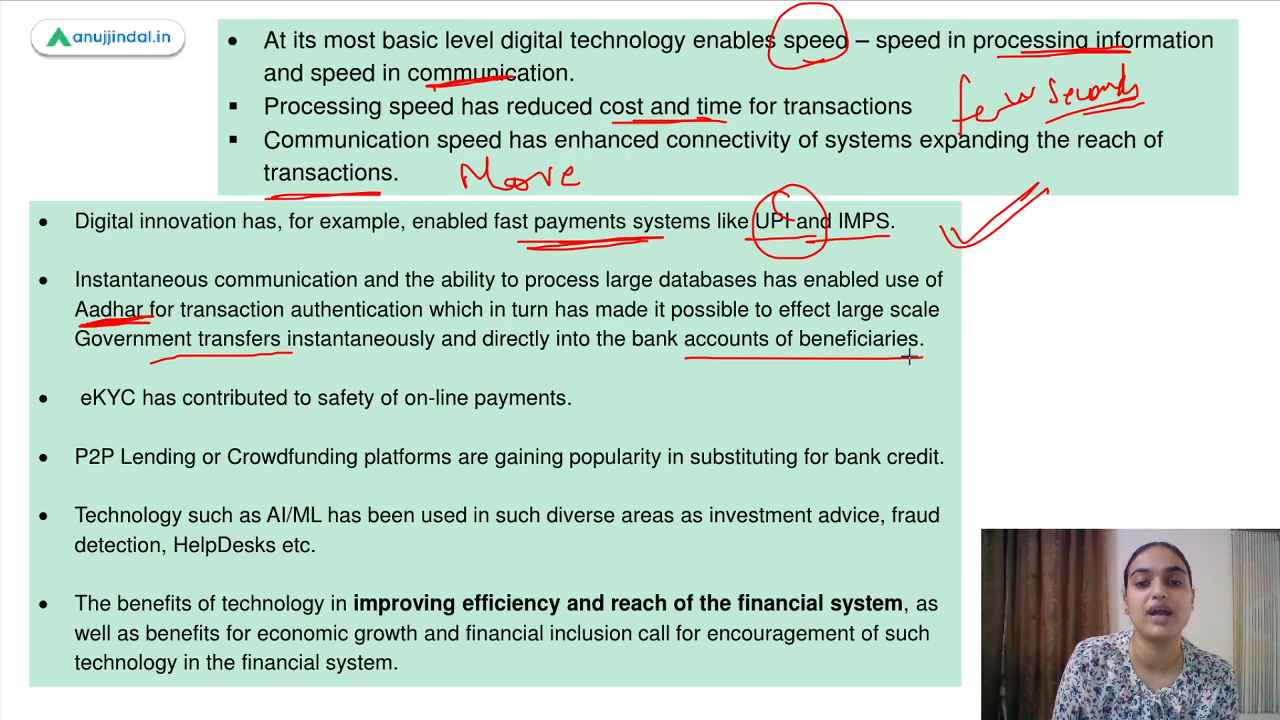 anujjindal.in
• At its most basic level digital technology enables speed – speed in processing information
and speed in communication.
▪ Processing speed has reduced cost and time for transactions
few seconds
▪ Communication speed has enhanced connectivity of systems expanding the reach of
transactions.
More
• Digital innovation has, for example, enabled fast payments systems like UPI and IMPS.
• Instantaneous communication and the ability to process large databases has enabled use of
Aadhar for transaction authentication which in turn has made it possible to effect large scale
Government transfers instantaneously and directly into the bank accounts of beneficiaries.
• eKYC has contributed to safety of on-line payments.
• P2P Lending or Crowdfunding platforms are gaining popularity in substituting for bank credit.
• Technology such as AI/ML has been used in such diverse areas as investment advice, fraud
detection, HelpDesks etc.
• The benefits of technology in improving efficiency and reach of the financial system, as
well as benefits for economic growth and financial inclusion call for encouragement of such
technology in the financial system.